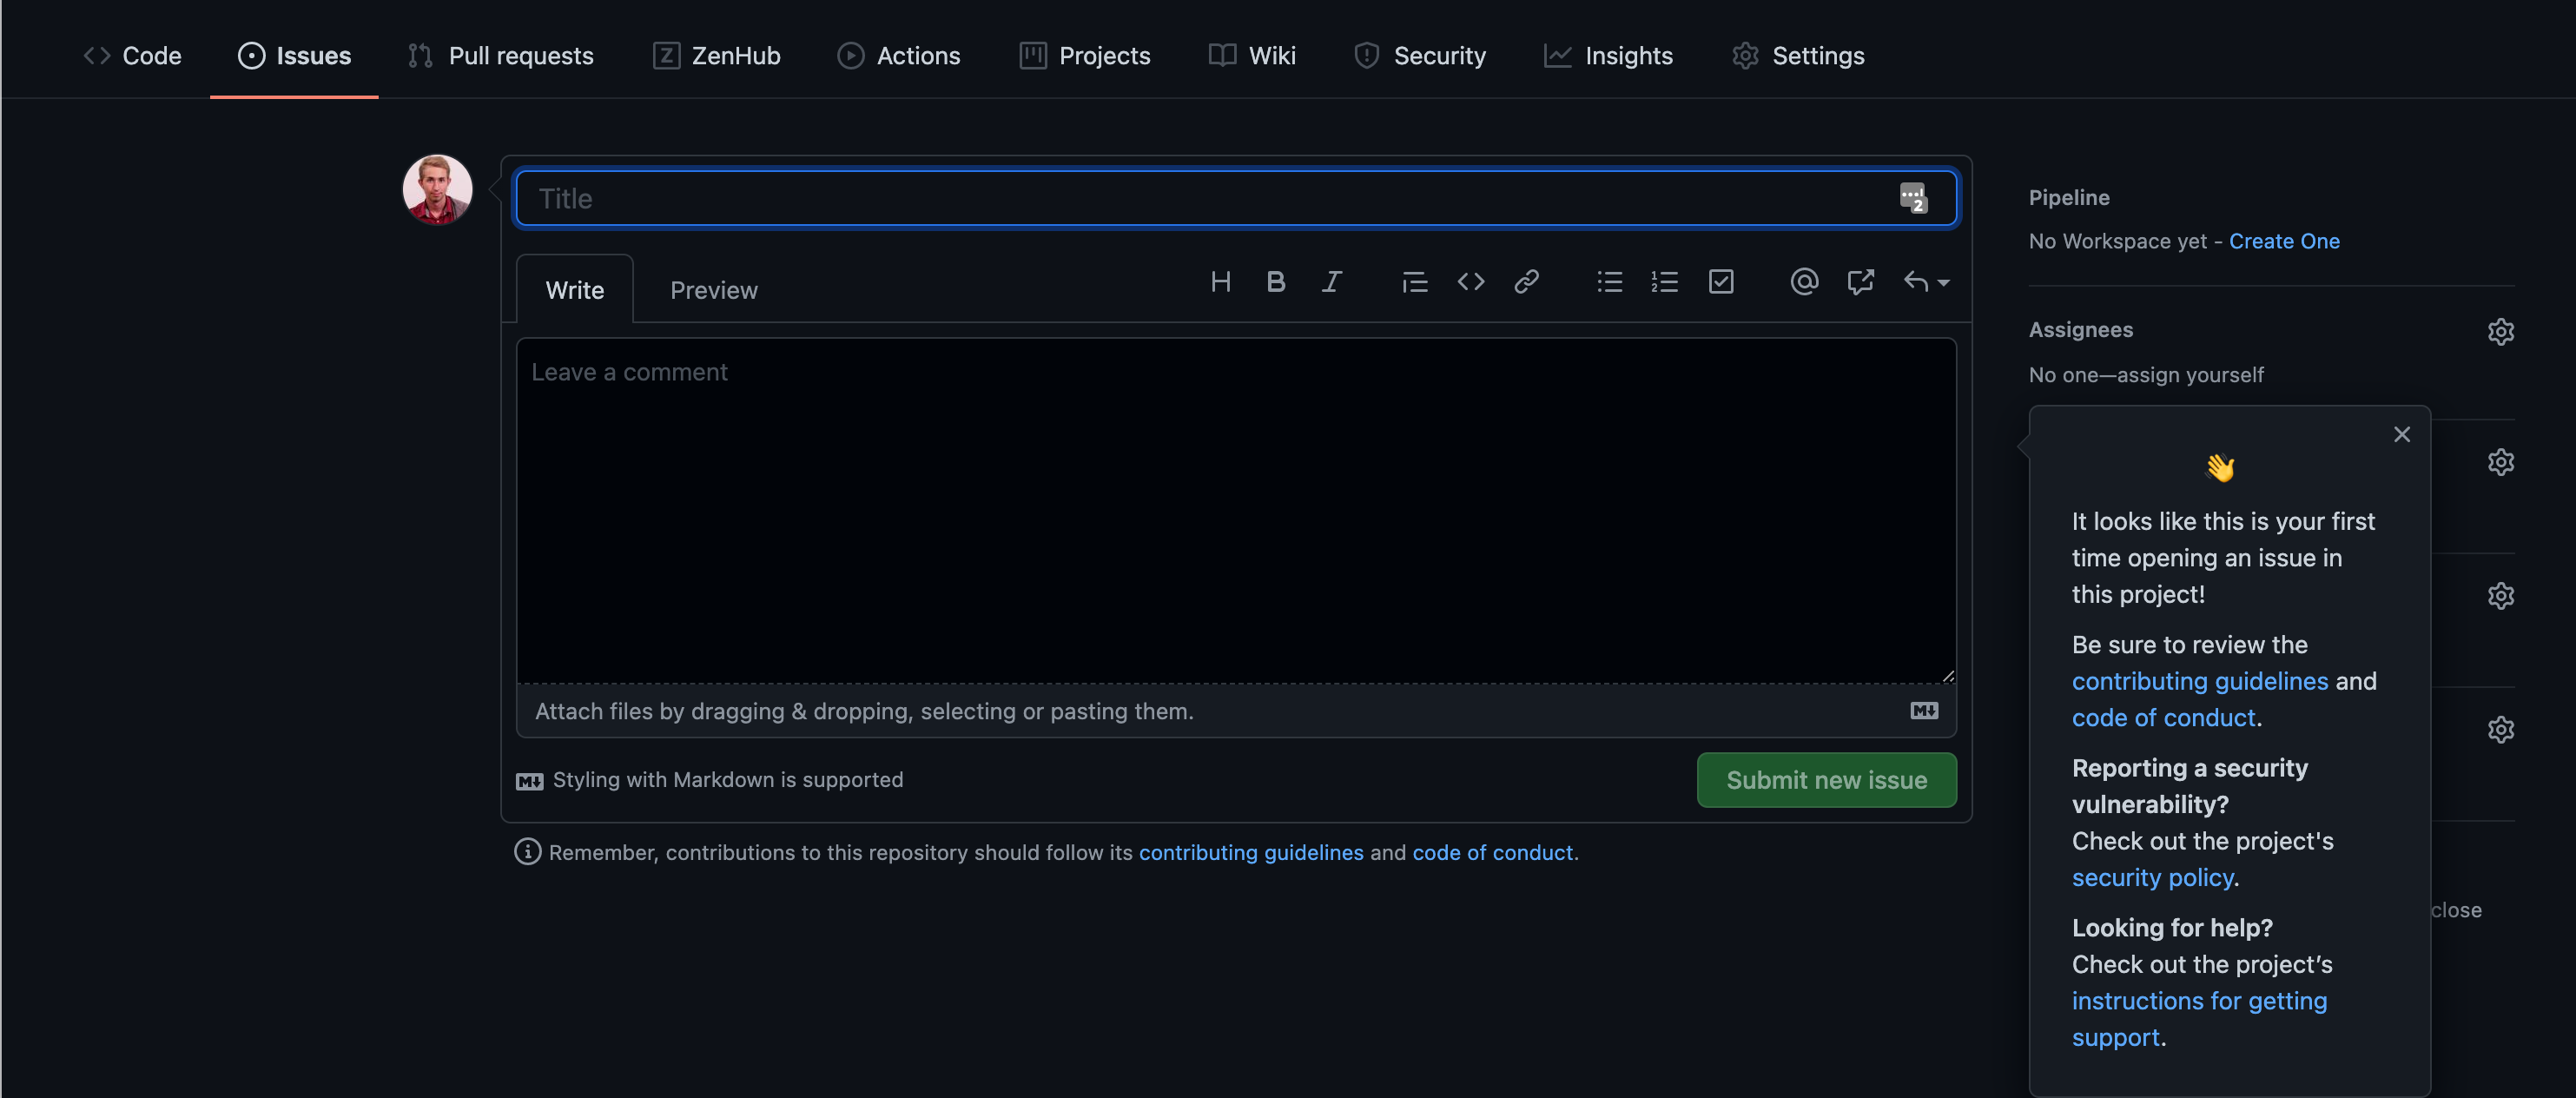 Code Issues Pull requests ZenHub Actions Projects Wiki Security Insights Settings
Title
2
Write Preview
Leave a comment
Attach files by dragging & dropping, selecting or pasting them.
Styling with Markdown is supported
Submit new issue
Remember, contributions to this repository should follow its contributing guidelines and code of conduct.
Pipeline
No Workspace yet - Create One
Assignees
No one—assign yourself
It looks like this is your first
time opening an issue in
this project!
Be sure to review the
contributing guidelines and
code of conduct.
Reporting a security
vulnerability?
Check out the project's
security policy.
Looking for help?
Check out the project’s
instructions for getting
support.
close